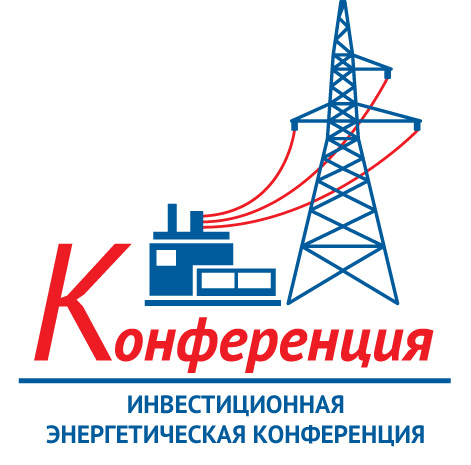 Конференция
ИНВЕСТИЦИОННАЯ
ЭНЕРГЕТИЧЕСКАЯ КОНФЕРЕНЦИЯ